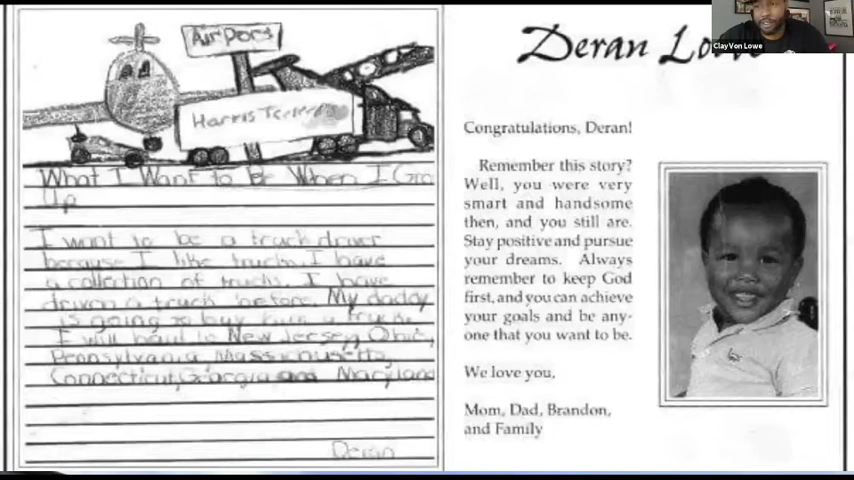 Airport
Harris Teeter
What I Want to Be When I Grow
Up
I want to be a truck driver
because I like trucks. I have
a collection of trucks. I have
driven a truck before. My daddy
is going to buy a truck.
I will haul to New Jersey, Ohio,
Pennsylvania, Massachusetts,
Connecticut, Georgia and Maryland
Deran
Deran Lowe
Congratulations, Deran!
Remember this story?
Well, you were very
smart and handsome
then, and you still are.
Stay positive and pursue
your dreams. Always
remember to keep God
first, and you can achieve
your goals and be any-
one that you want to be.
We love you,
Mom, Dad, Brandon,
and Family
ClayVon Lowe